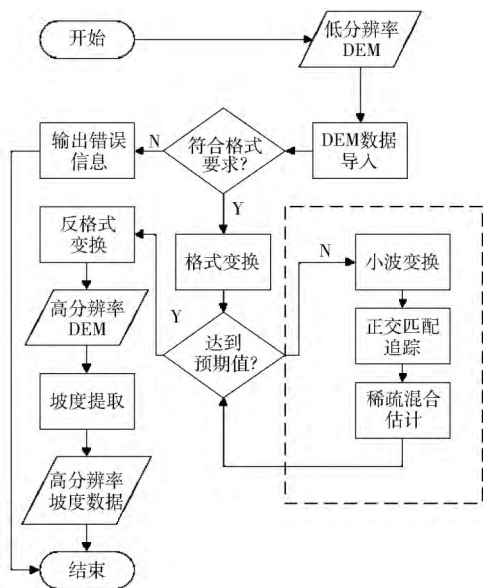 开始
低分辨率
DEM
输出错误
信息
N
符合格式
要求?
DEM数据
导入
Y
反格式
变换
格式变换
N
小波变换
高分辨率
DEM
Y
达到
预期值?
正交匹配
追踪
坡度提取
稀疏混合
估计
高分辨率
坡度数据
结束